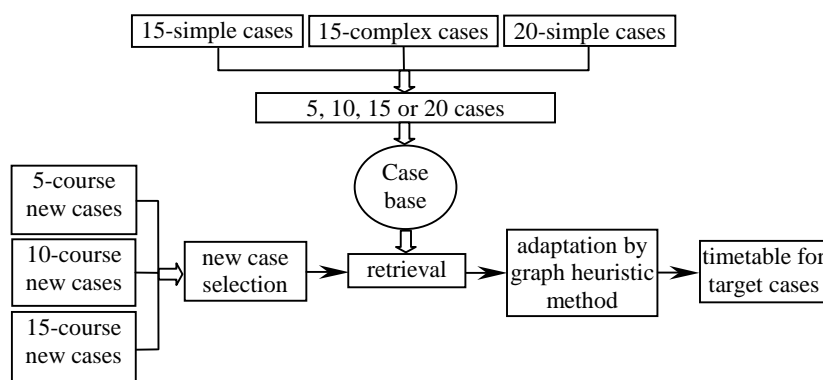 15-simple cases
15-complex cases
20-simple cases
5, 10, 15 or 20 cases
Case
base
5-course
new cases
10-course
new cases
15-course
new cases
new case
selection
retrieval
adaptation by
graph heuristic
method
timetable for
target cases